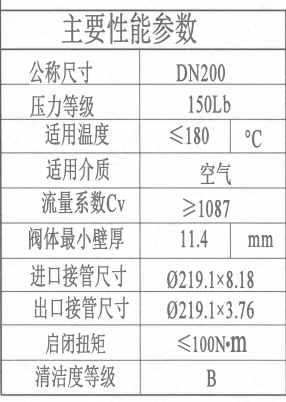 主要性能参数
公称尺寸 DN200
压力等级 150Lb
适用温度 ≤180 °C
适用介质 空气
流量系数Cv ≥1087
阀体最小壁厚 11.4 mm
进口接管尺寸 Ø219.1×8.18
出口接管尺寸 Ø219.1×3.76
启闭扭矩 ≤100N•m
清洁度等级 B